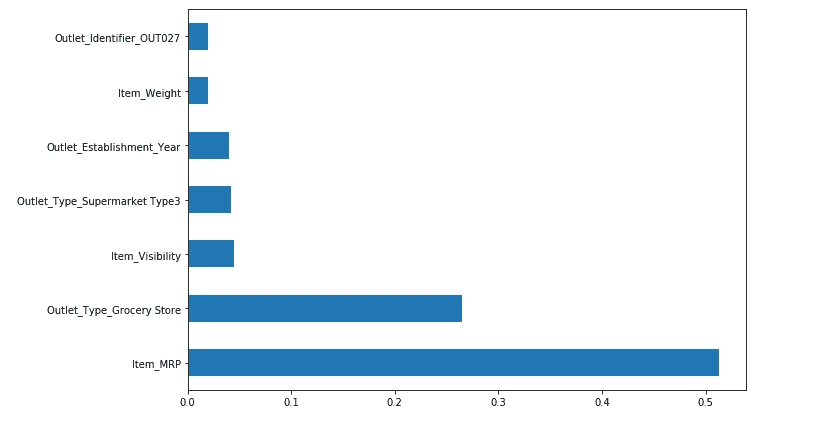 Outlet_Identifier_OUT027
Item_Weight
Outlet_Establishment_Year
Outlet_Type_Supermarket Type3
Item_Visibility
Outlet_Type_Grocery Store
Item_MRP
0.0 0.1 0.2 0.3 0.4 0.5